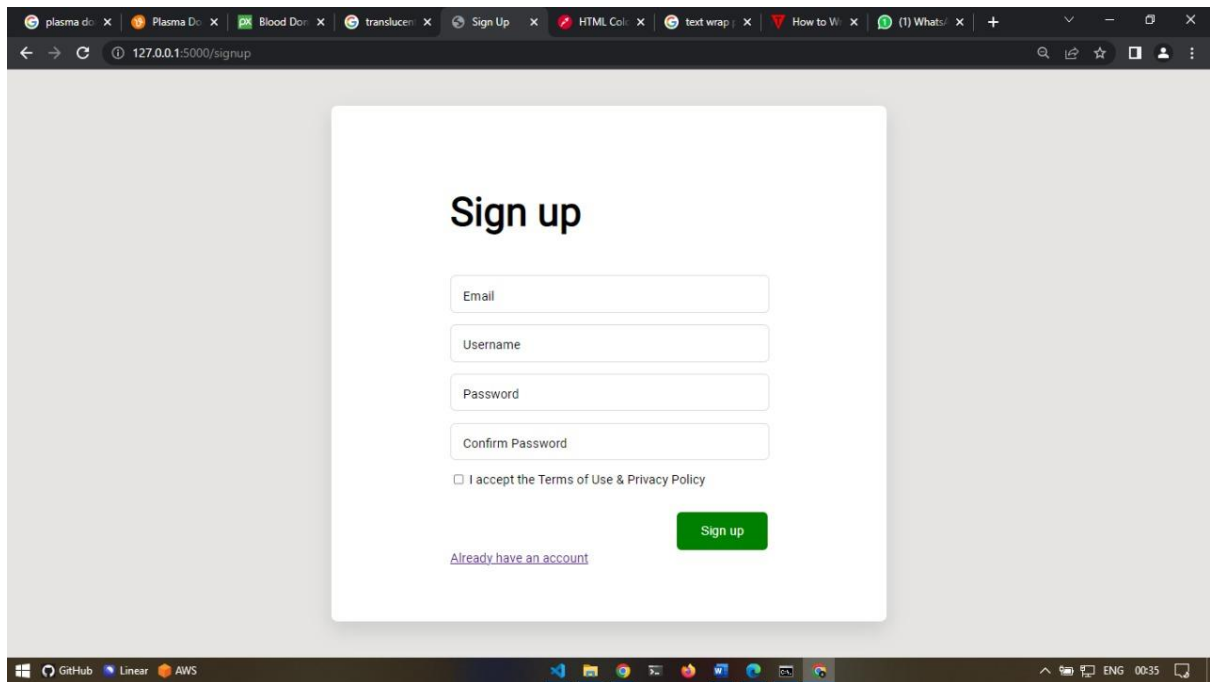 plasma do
Plasma Do
Blood Don
translucen
Sign Up
HTML Colo
text wrap p
How to W
(1) Whats
127.0.0.1:5000/signup
Sign up
Email
Username
Password
Confirm Password
I accept the Terms of Use & Privacy Policy
Sign up
Already have an account
GitHub
Linear
AWS
ENG
00:35